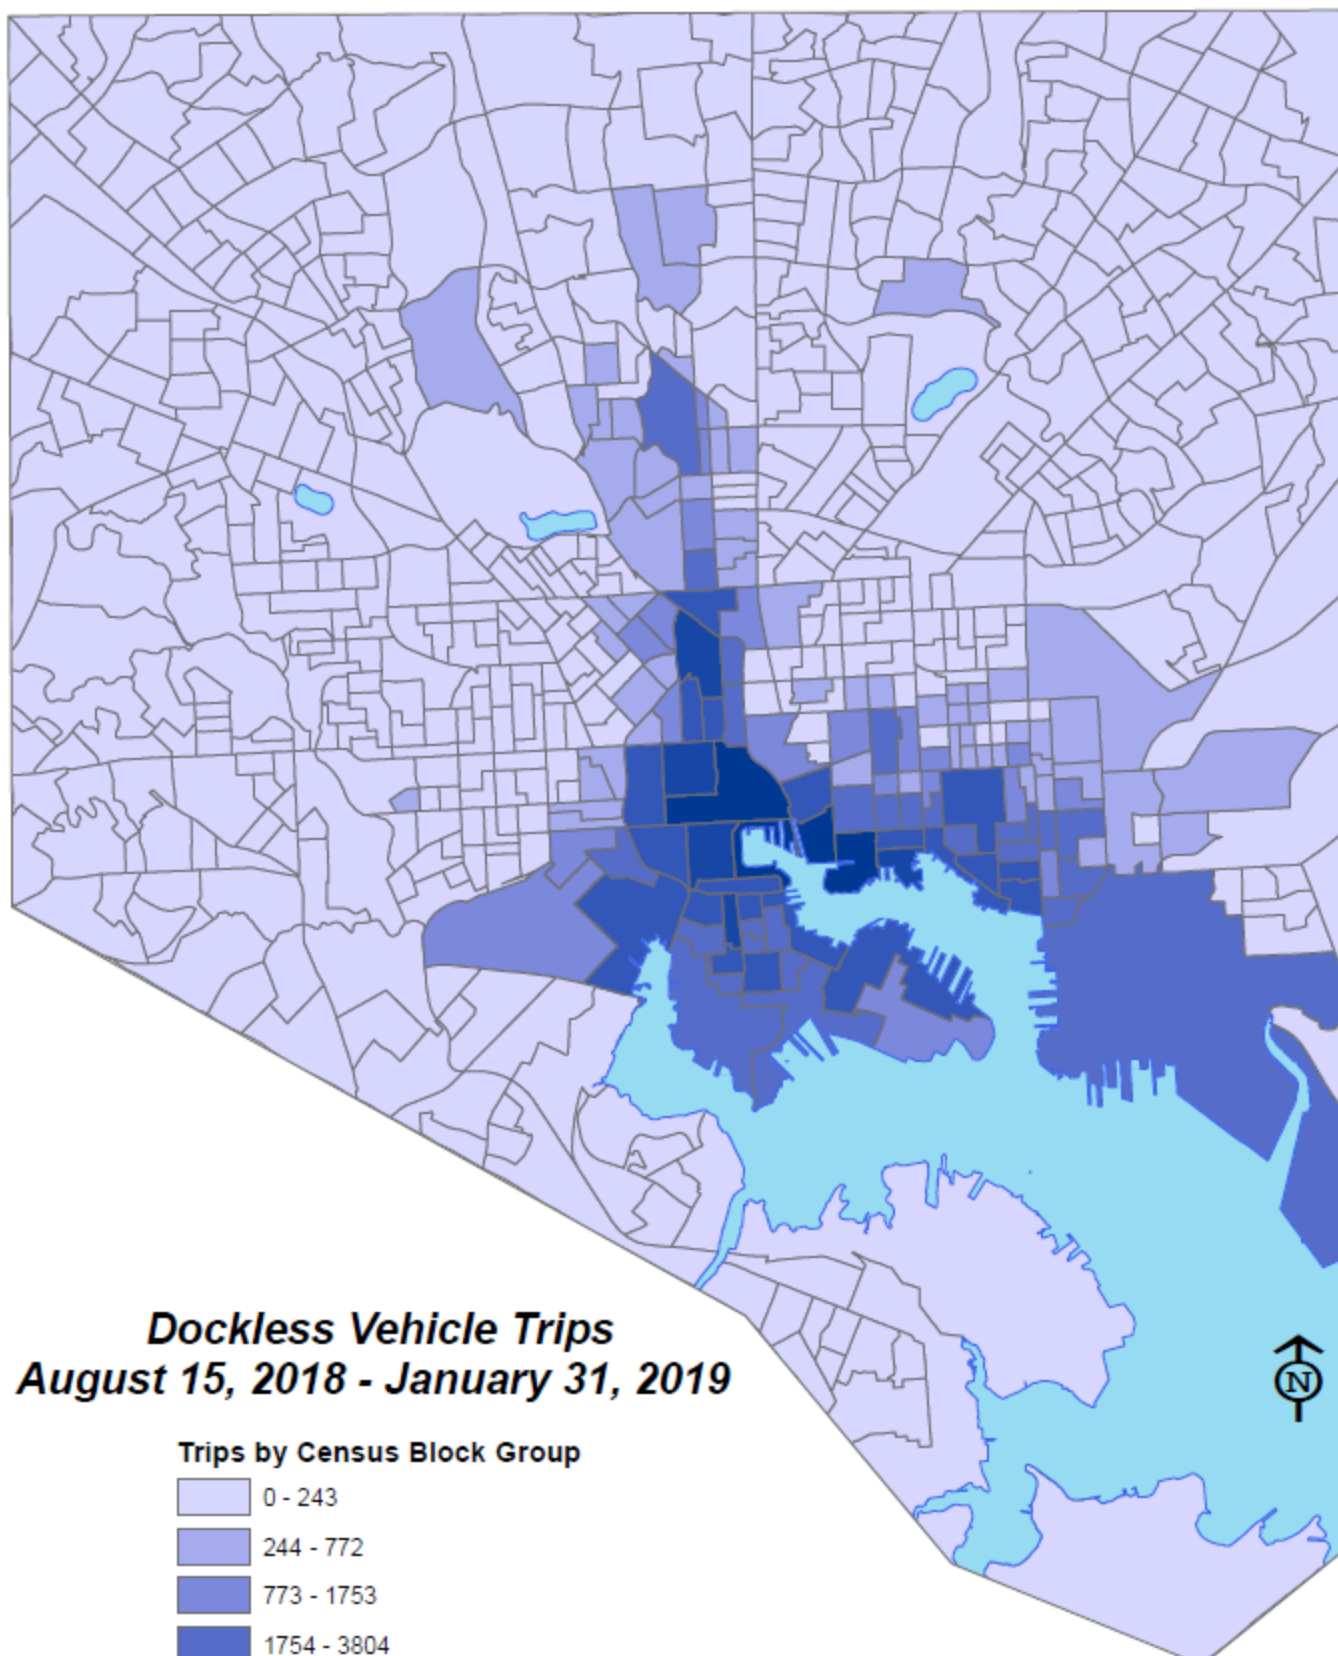 Dockless Vehicle Trips
August 15, 2018 - January 31, 2019
N
Trips by Census Block Group
0 - 243
244 - 772
773 - 1753
1754 - 3804